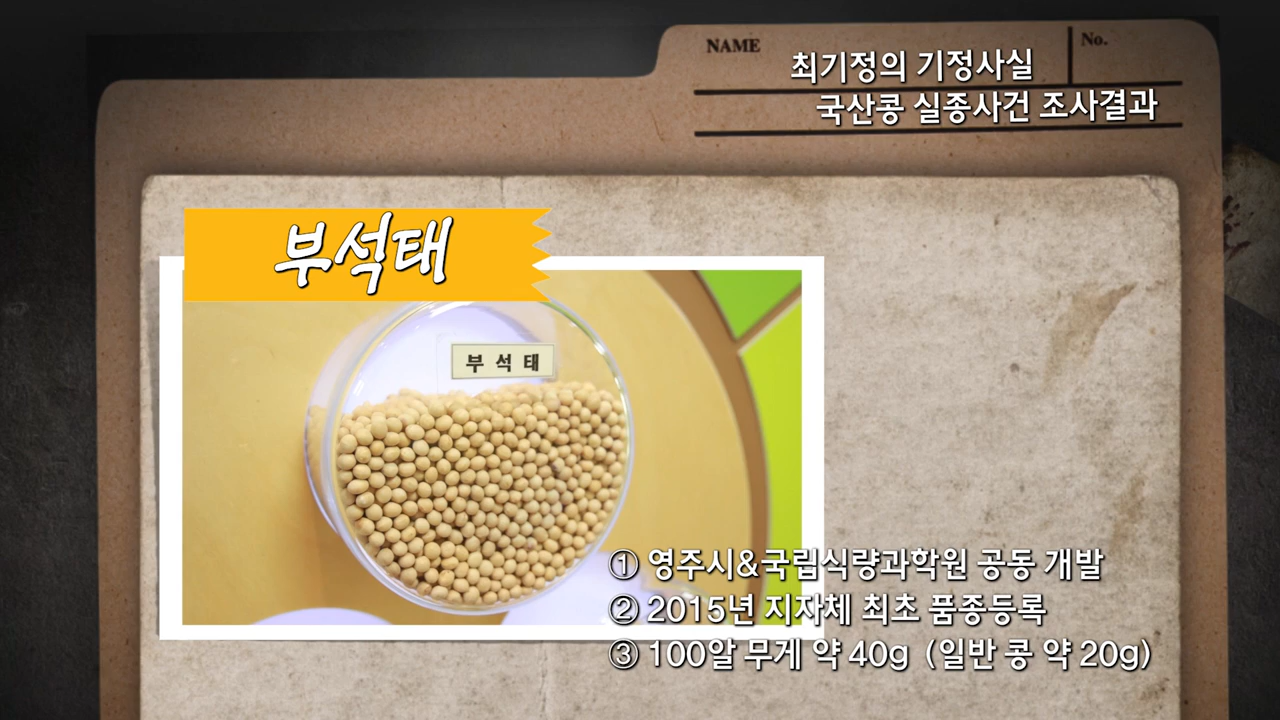 NAME
No.
최기정의 기정사실
국산콩 실종사건 조사결과
부석태
부석태
① 영주시&국립식량과학원 공동 개발
② 2015년 지자체 최초 품종등록
③ 100알 무게 약 40g (일반 콩 약 20g)